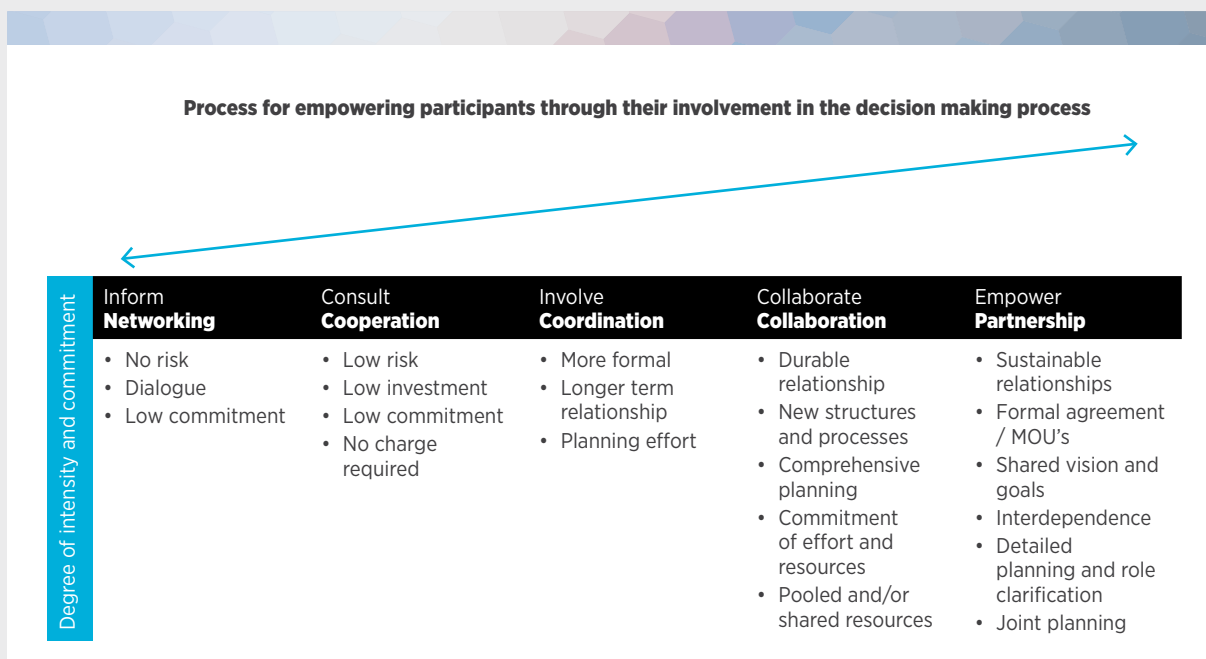 Process for empowering participants through their involvement in the decision making process
Degree of intensity and commitment
Inform
Networking
• No risk
• Dialogue
• Low commitment
Consult
Cooperation
• Low risk
• Low investment
• Low commitment
• No charge
required
Involve
Coordination
• More formal
• Longer term
relationship
• Planning effort
Collaborate
Collaboration
• Durable
relationship
• New structures
and processes
• Comprehensive
planning
• Commitment
of effort and
resources
• Pooled and/or
shared resources
Empower
Partnership
• Sustainable
relationships
• Formal agreement
/ MOU’s
• Shared vision and
goals
• Interdependence
• Detailed
planning and role
clarification
• Joint planning